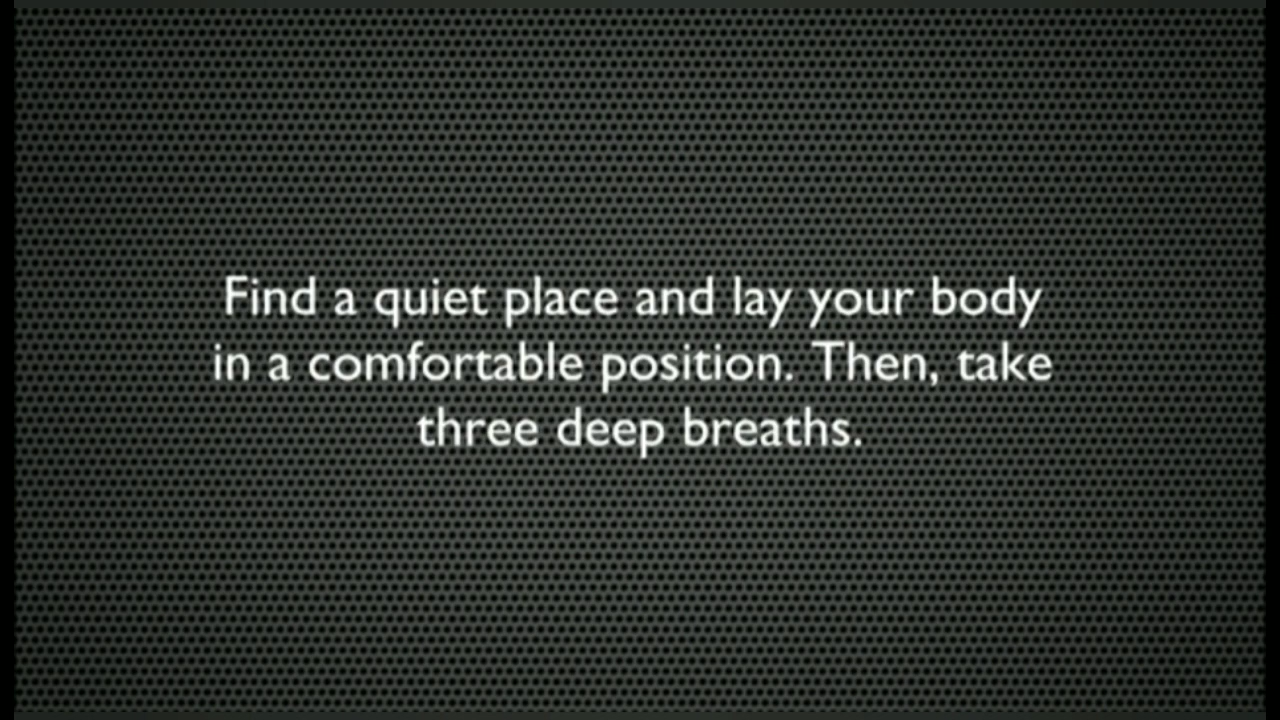 Find a quiet place and lay your body
in a comfortable position. Then, take
three deep breaths.